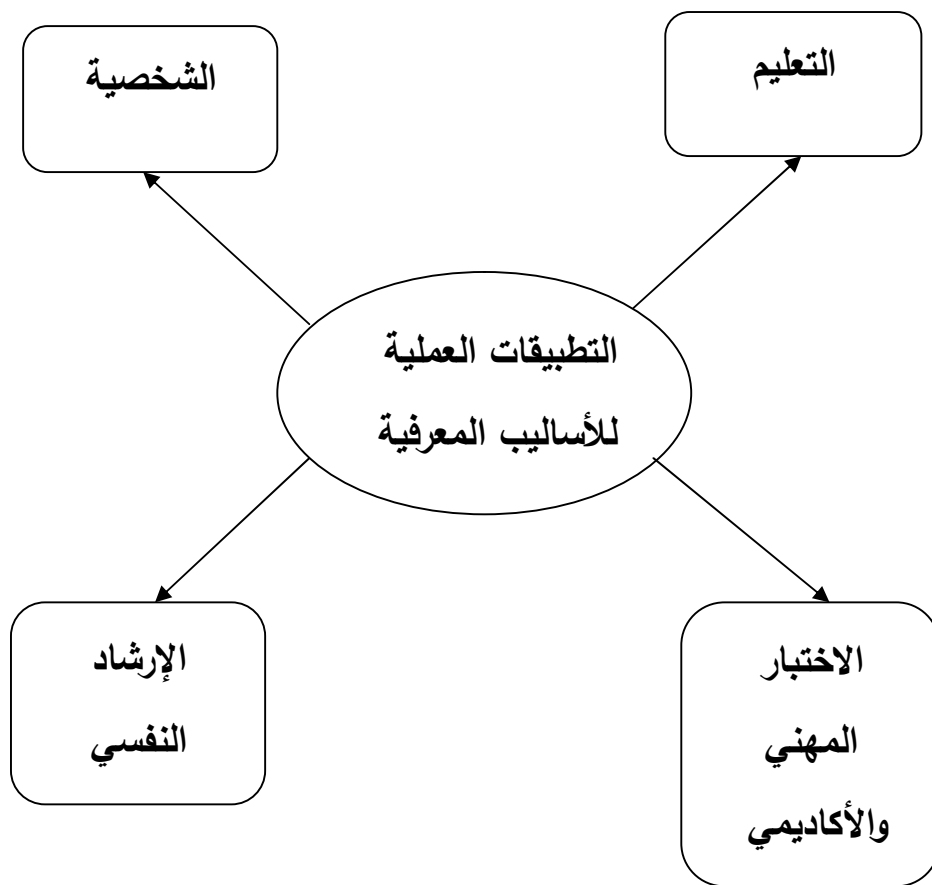 التعليم
الشخصية
التطبيقات العملية
للأساليب المعرفية
الاختبار
المهني
والأكاديمي
الإرشاد
النفسي